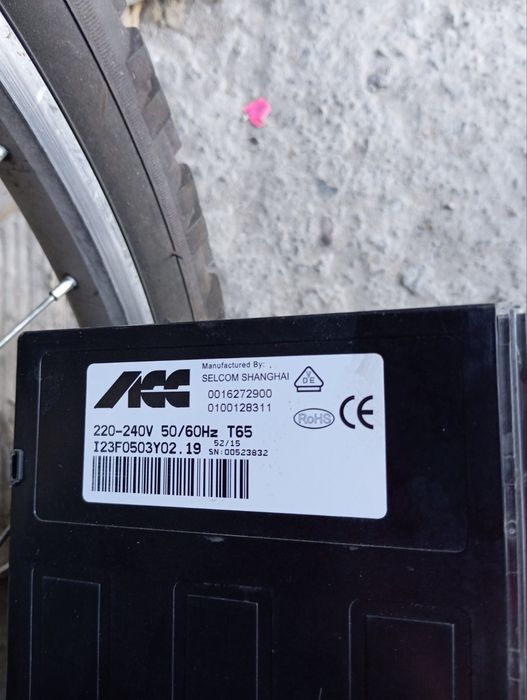 ACC
Manufactured By:
SELCOM SHANGHAI
0016272900
0100128311
VDE
RoHS
CE
220-240V 50/60Hz T65
I23F0503Y02.19
52/15
SN:00523832